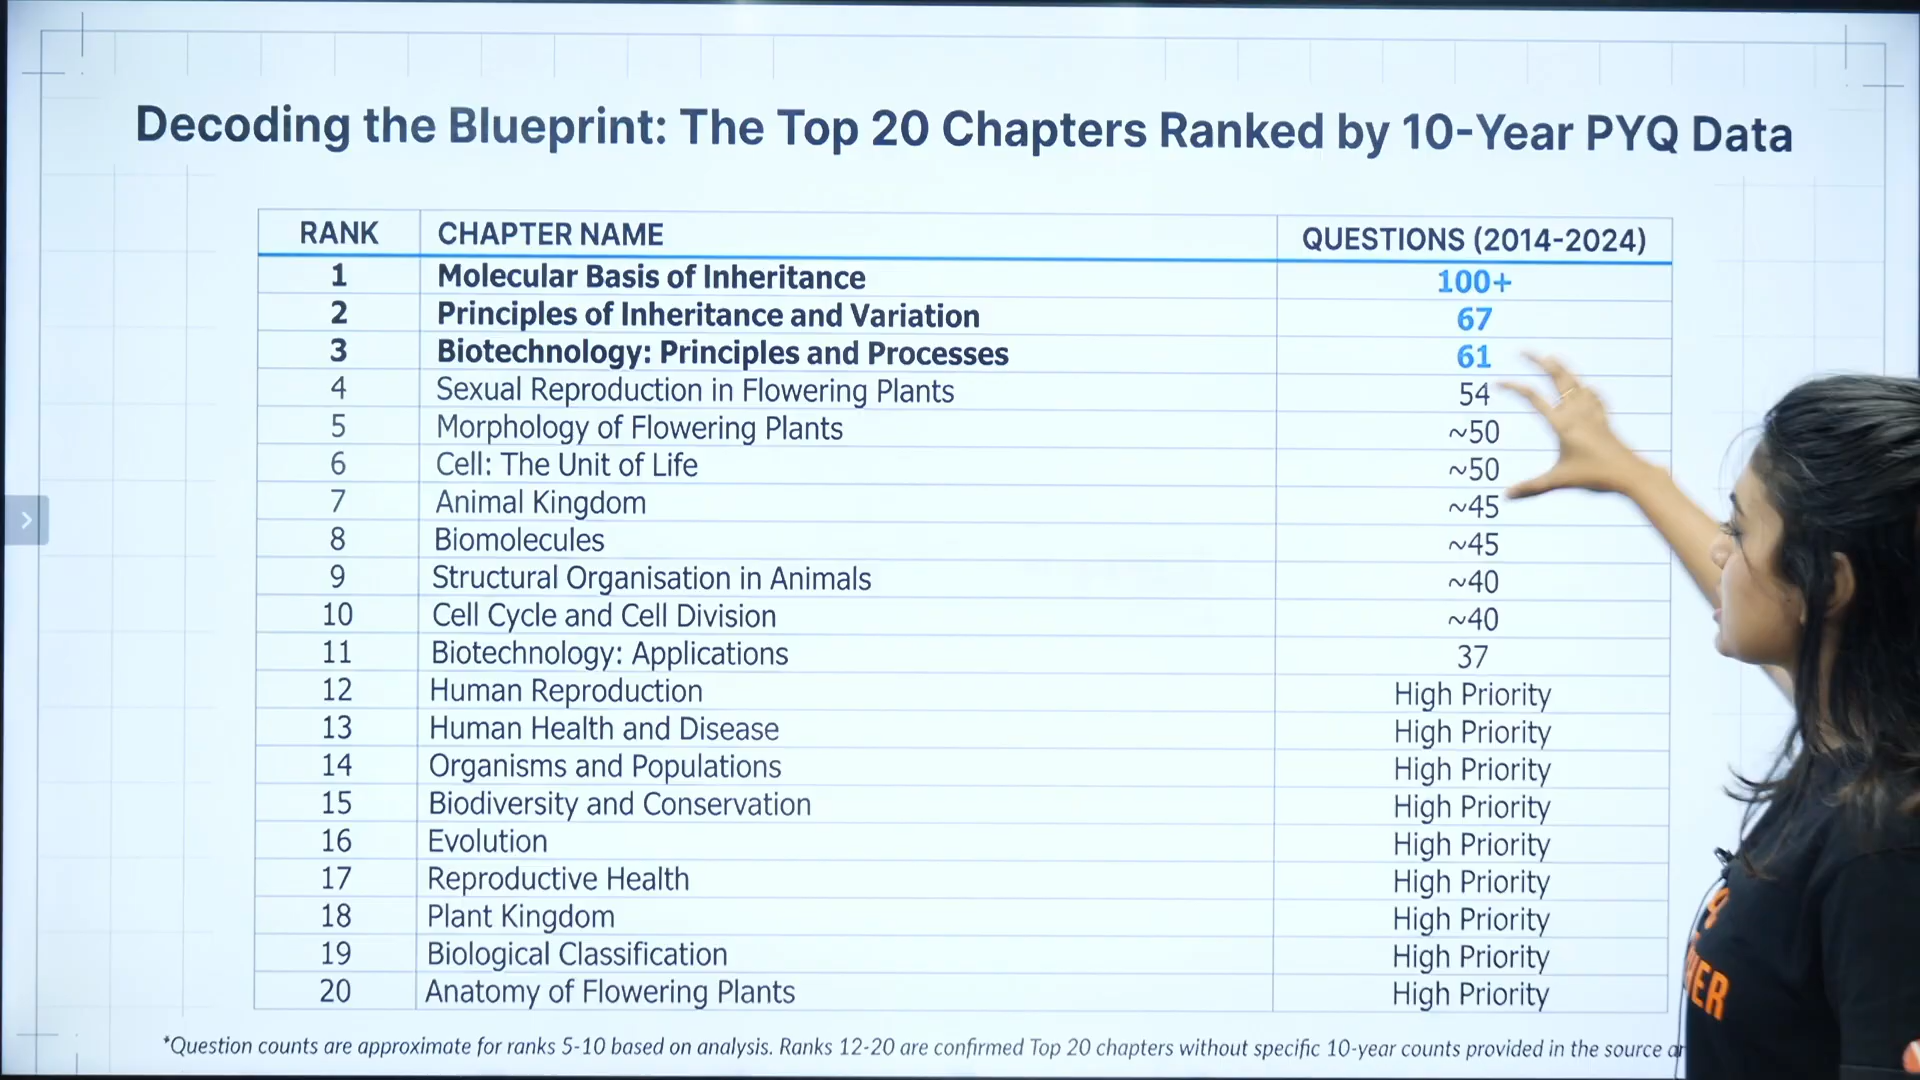 Decoding the Blueprint: The Top 20 Chapters Ranked by 10-Year PYQ Data
RANK CHAPTER NAME QUESTIONS (2014-2024)
1 Molecular Basis of Inheritance 100+
2 Principles of Inheritance and Variation 67
3 Biotechnology: Principles and Processes 61
4 Sexual Reproduction in Flowering Plants 54
5 Morphology of Flowering Plants ~50
6 Cell: The Unit of Life ~50
7 Animal Kingdom ~45
8 Biomolecules ~45
9 Structural Organisation in Animals ~40
10 Cell Cycle and Cell Division ~40
11 Biotechnology: Applications 37
12 Human Reproduction High Priority
13 Human Health and Disease High Priority
14 Organisms and Populations High Priority
15 Biodiversity and Conservation High Priority
16 Evolution High Priority
17 Reproductive Health High Priority
18 Plant Kingdom High Priority
19 Biological Classification High Priority
20 Anatomy of Flowering Plants High Priority
*Question counts are approximate for ranks 5-10 based on analysis. Ranks 12-20 are confirmed Top 20 chapters without specific 10-year counts provided in the source